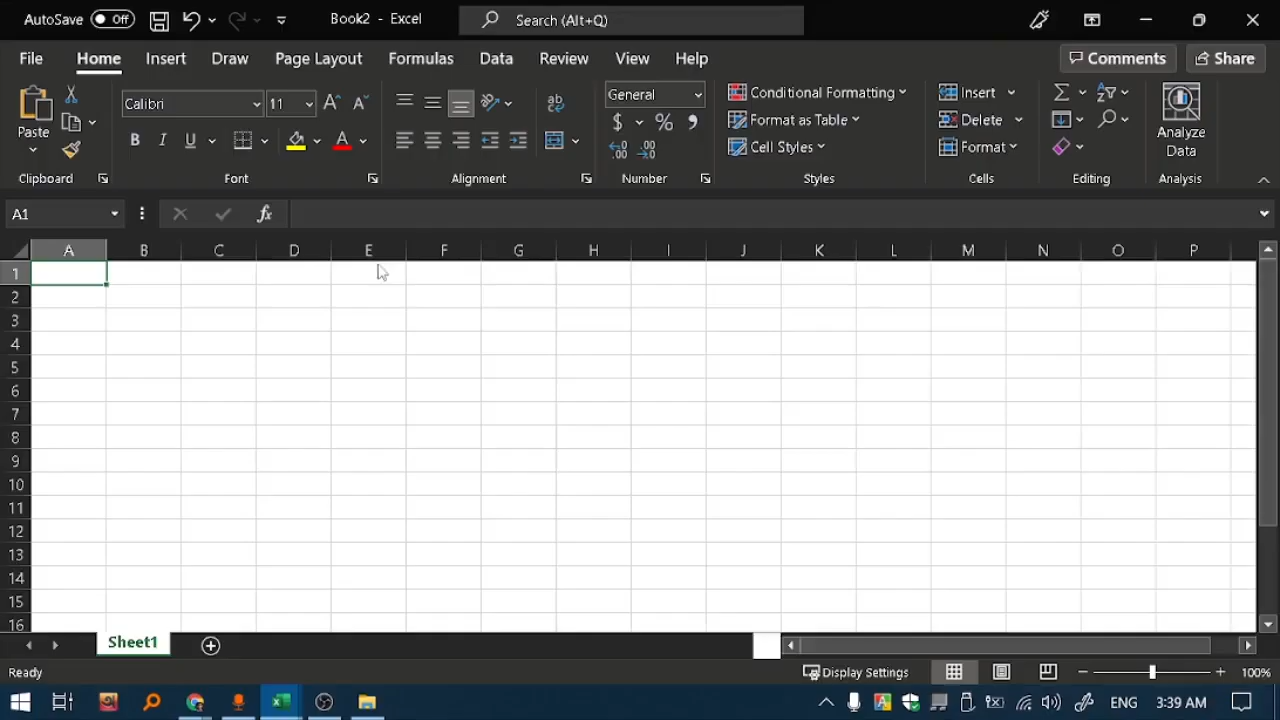 AutoSave Off Book2 - Excel Search (Alt+Q)
File Home Insert Draw Page Layout Formulas Data Review View Help Comments Share
Paste Calibri 11 General Conditional Formatting Insert Analyze Data
B I U A $ % Format as Table Delete
Cell Styles Format
Clipboard Font Alignment Number Styles Cells Editing Analysis
A1 fx
A B C D E F G H I J K L M N O P
1
2
3
4
5
6
7
8
9
10
11
12
13
14
15
16
Sheet1
Ready Display Settings 100%
ENG 3:39 AM